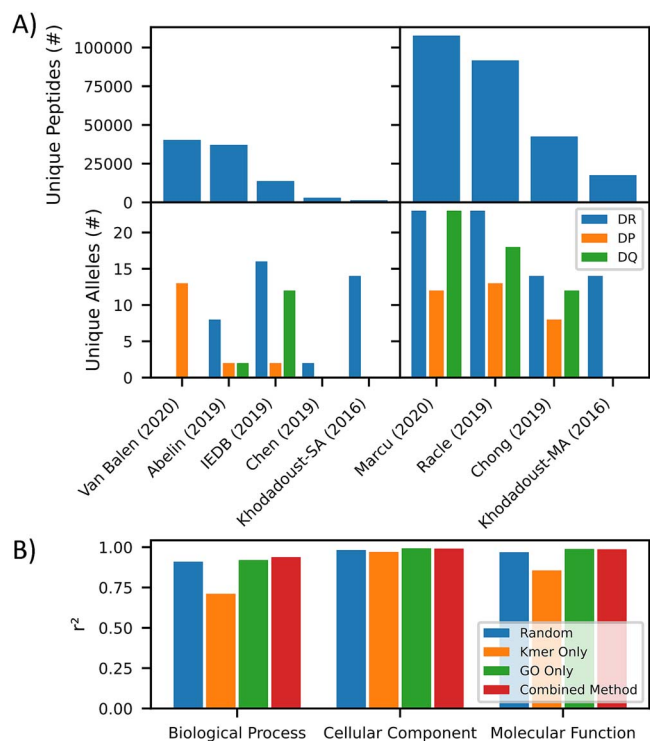 A)
Unique Peptides (#)
100000
75000
50000
25000
0
Unique Alleles (#)
20
15
10
5
0
DR
DP
DQ
Van Balen (2020)
Abelin (2019)
IEDB (2019)
Chen (2019)
Khodadoust-SA (2016)
Marcu (2020)
Racle (2019)
Chong (2019)
Khodadoust-MA (2016)
B)
r²
1.00
0.75
0.50
0.25
0.00
Random
Kmer Only
GO Only
Combined Method
Biological Process
Cellular Component
Molecular Function